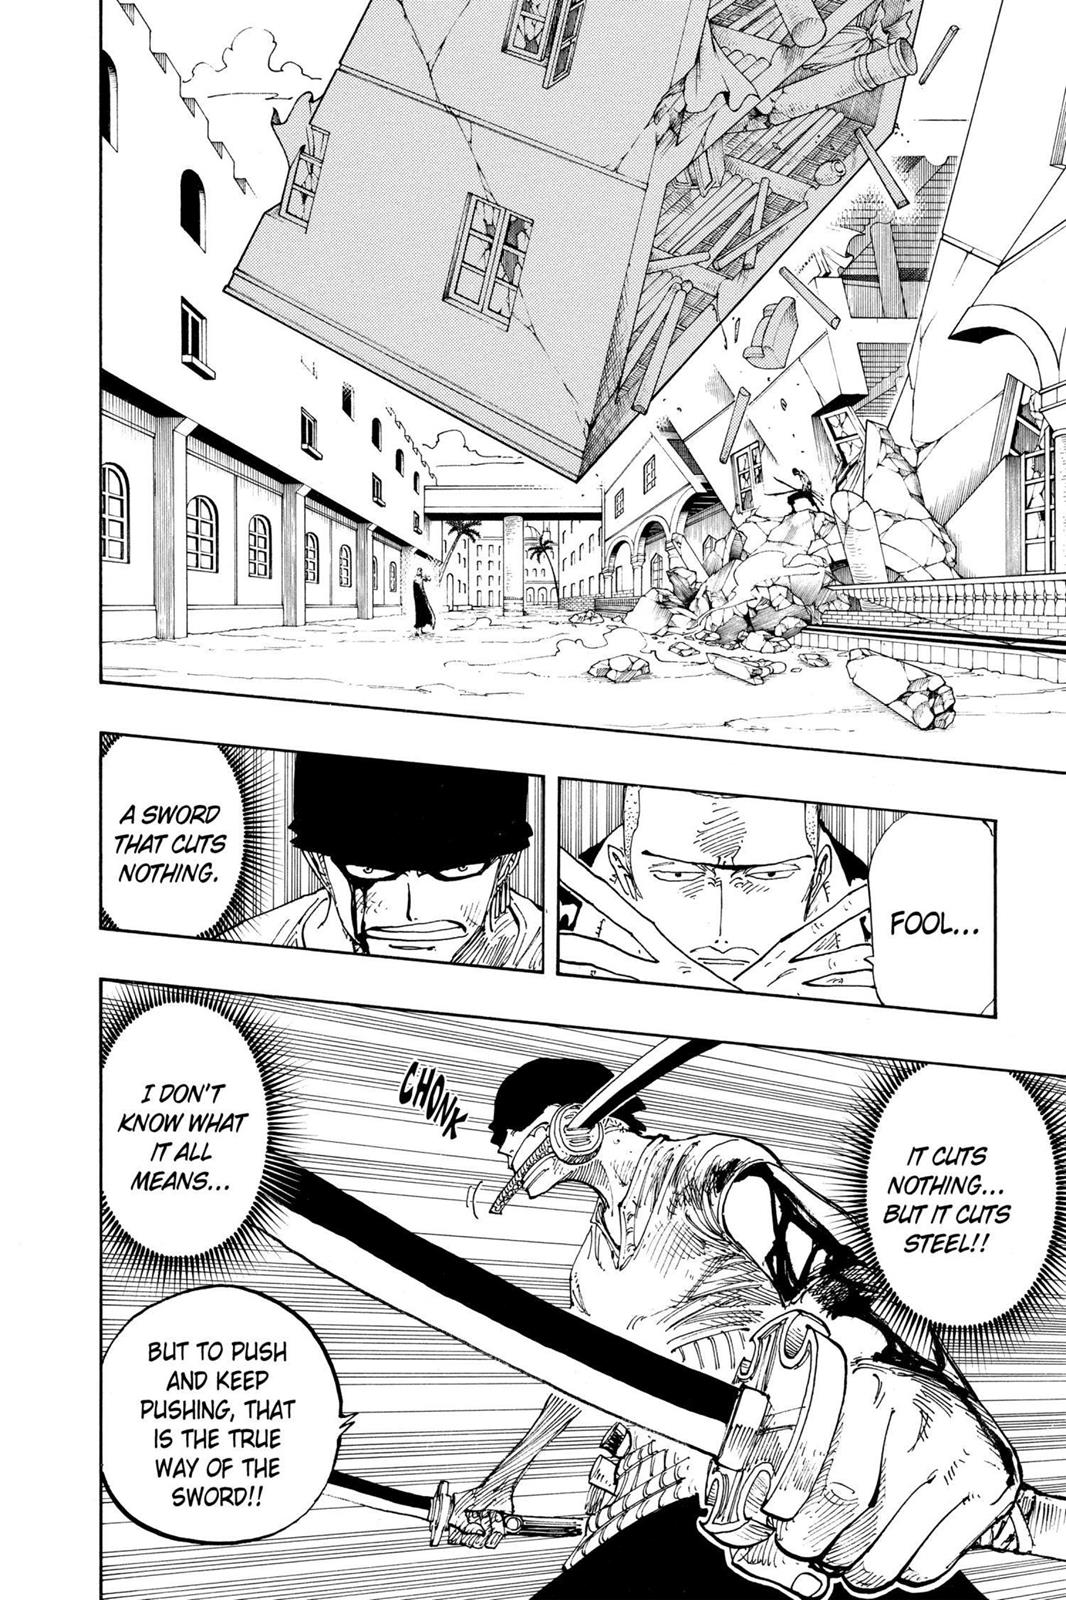 FOOL...
A SWORD
THAT CUTS
NOTHING.
IT CUTS
NOTHING...
BUT IT CUTS
STEEL!!
CHONK
I DON'T
KNOW WHAT
IT ALL
MEANS...
BUT TO PUSH
AND KEEP
PUSHING, THAT
IS THE TRUE
WAY OF THE
SWORD!!